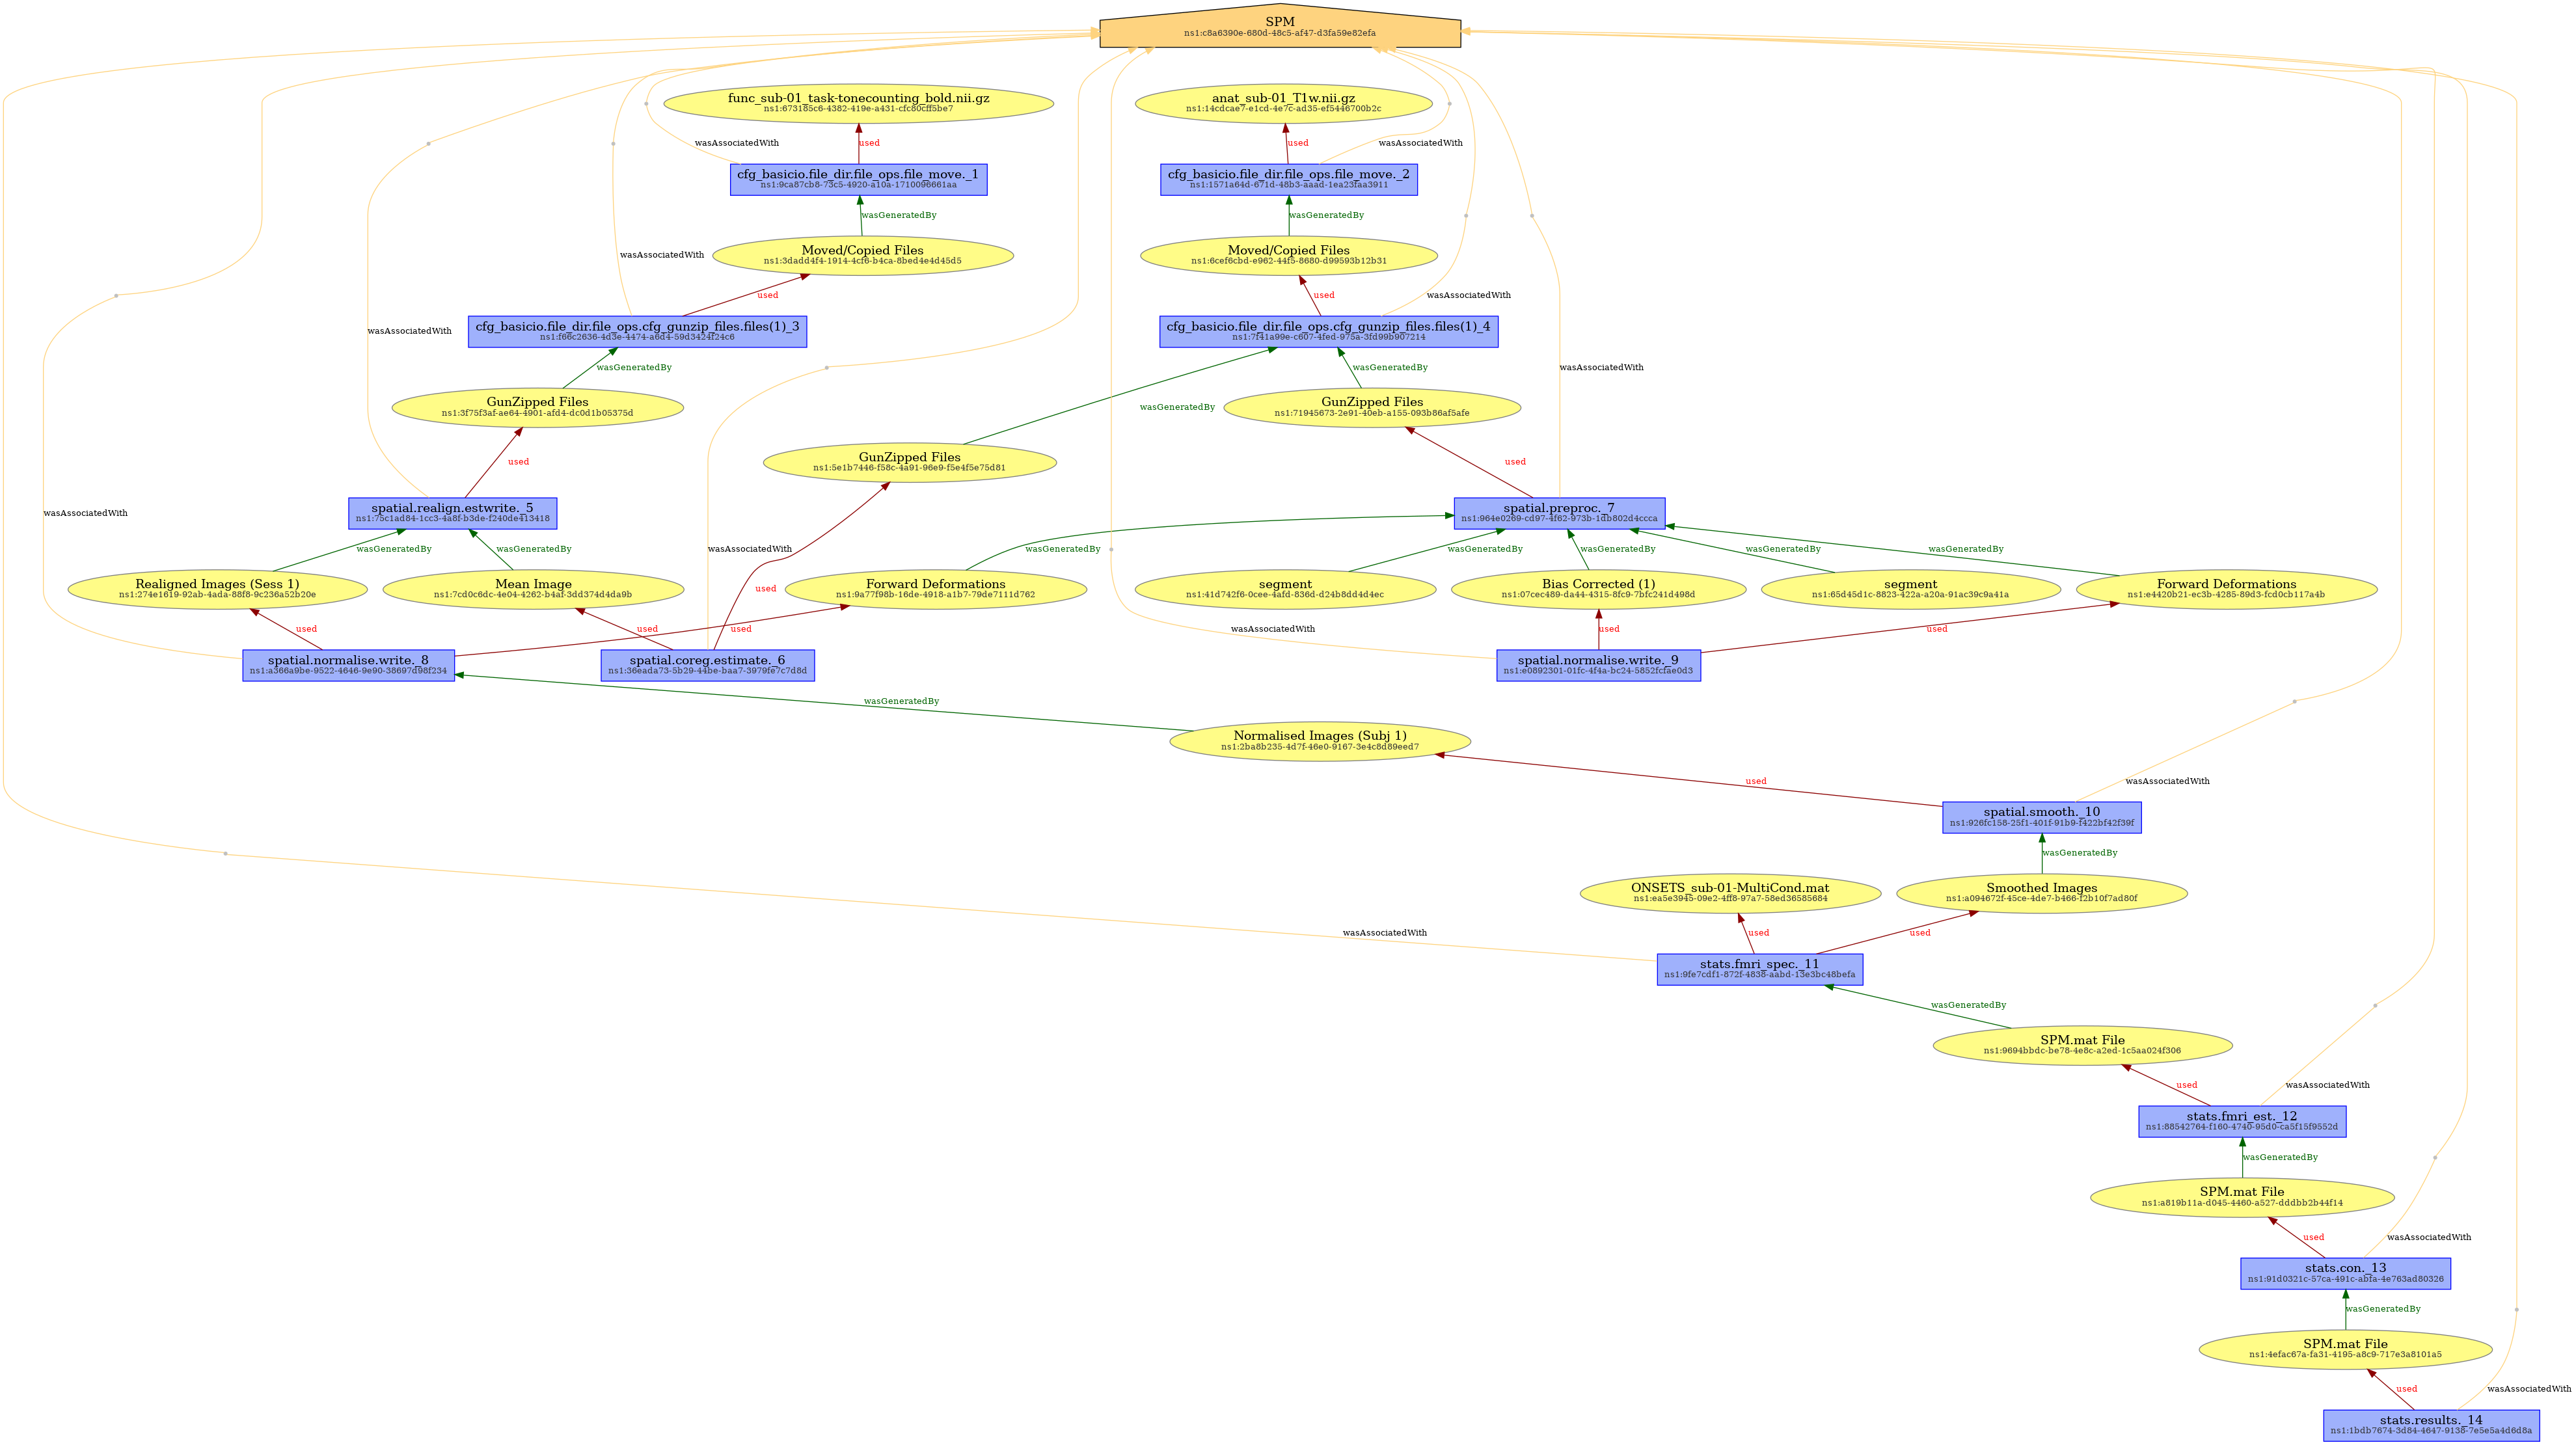 SPM
ns1:c8a6390e-680d-48c5-af47-d3fa59e82efa
func_sub-01_task-tonecounting_bold.nii.gz
ns1:673185c6-4382-419e-a431-cfc80cff5be7
anat_sub-01_T1w.nii.gz
ns1:14cdcae7-e1cd-4e7c-ad35-ef5446700b2c
wasAssociatedWith
used
used
wasAssociatedWith
cfg_basicio.file_dir.file_ops.file_move._1
ns1:9ca87cb8-73c5-4920-a10a-1710096661aa
cfg_basicio.file_dir.file_ops.file_move._2
ns1:1571a64d-671d-48b3-aaad-1ea23faa3911
wasGeneratedBy
wasGeneratedBy
Moved/Copied Files
ns1:3dadd4f4-1914-4cf6-b4ca-8bed4e4d45d5
Moved/Copied Files
ns1:6cef6cbd-e962-44f5-8680-d99593b12b31
wasAssociatedWith
used
used
wasAssociatedWith
cfg_basicio.file_dir.file_ops.cfg_gunzip_files.files(1)_3
ns1:f66c2636-4d3e-4474-a6d4-59d3424f24c6
cfg_basicio.file_dir.file_ops.cfg_gunzip_files.files(1)_4
ns1:7f41a99e-c607-4fed-975a-3fd99b907214
wasAssociatedWith
wasGeneratedBy
wasGeneratedBy
wasAssociatedWith
GunZipped Files
ns1:3f75f3af-ae64-4901-afd4-dc0d1b05375d
wasGeneratedBy
GunZipped Files
ns1:71945673-2e91-40eb-a155-093b86af5afe
GunZipped Files
ns1:5e1b7446-f58c-4a91-96e9-f5e4f5e75d81
used
used
wasAssociatedWith
spatial.realign.estwrite._5
ns1:75c1ad84-1cc3-4a8f-b3de-f240de413418
spatial.preproc._7
ns1:964e0269-cd97-4f62-973b-1db802d4ccca
wasGeneratedBy
wasGeneratedBy
wasAssociatedWith
wasGeneratedBy
wasGeneratedBy
wasGeneratedBy
wasGeneratedBy
wasGeneratedBy
Realigned Images (Sess 1)
ns1:274e1619-92ab-4ada-88f8-9c236a52b20e
Mean Image
ns1:7cd0c6dc-4e04-4262-b4af-3dd374d4da9b
used
Forward Deformations
ns1:9a77f98b-16de-4918-a1b7-79de7111d762
segment
ns1:41d742f6-0cee-4afd-836d-d24b8dd4d4ec
Bias Corrected (1)
ns1:07cec489-da44-4315-8fc9-7bfc241d498d
segment
ns1:65d45d1c-8823-422a-a20a-91ac39c9a41a
Forward Deformations
ns1:e4420b21-ec3b-4285-89d3-fcd0cb117a4b
used
used
used
wasAssociatedWith
used
used
spatial.normalise.write._8
ns1:a366a9be-9522-4646-9e90-38697d98f234
spatial.coreg.estimate._6
ns1:36eada73-5b29-44be-baa7-3979fe7c7d8d
spatial.normalise.write._9
ns1:e0892301-01fc-4f4a-bc24-5852fcfae0d3
wasGeneratedBy
Normalised Images (Subj 1)
ns1:2ba8b235-4d7f-46e0-9167-3e4c8d89eed7
used
wasAssociatedWith
spatial.smooth._10
ns1:926fc158-25f1-401f-91b9-f422bf42f39f
wasGeneratedBy
ONSETS_sub-01-MultiCond.mat
ns1:ea5e3945-09e2-4ff8-97a7-58ed36585684
Smoothed Images
ns1:a094672f-45ce-4de7-b466-f2b10f7ad80f
wasAssociatedWith
used
used
stats.fmri_spec._11
ns1:9fe7cdf1-872f-4838-aabd-13e3bc48befa
wasGeneratedBy
SPM.mat File
ns1:9694bbdc-be78-4e8c-a2ed-1c5aa024f306
used
wasAssociatedWith
stats.fmri_est._12
ns1:88542764-f160-4740-95d0-ca5f15f9552d
wasGeneratedBy
SPM.mat File
ns1:a819b11a-d045-4460-a527-dddbb2b44f14
used
wasAssociatedWith
stats.con._13
ns1:91d0321c-57ca-491c-abfa-4e763ad80326
wasGeneratedBy
SPM.mat File
ns1:4efac67a-fa31-4195-a8c9-717e3a8101a5
used
wasAssociatedWith
stats.results._14
ns1:1bdb7674-3d84-4647-9138-7e5e5a4d6d8a